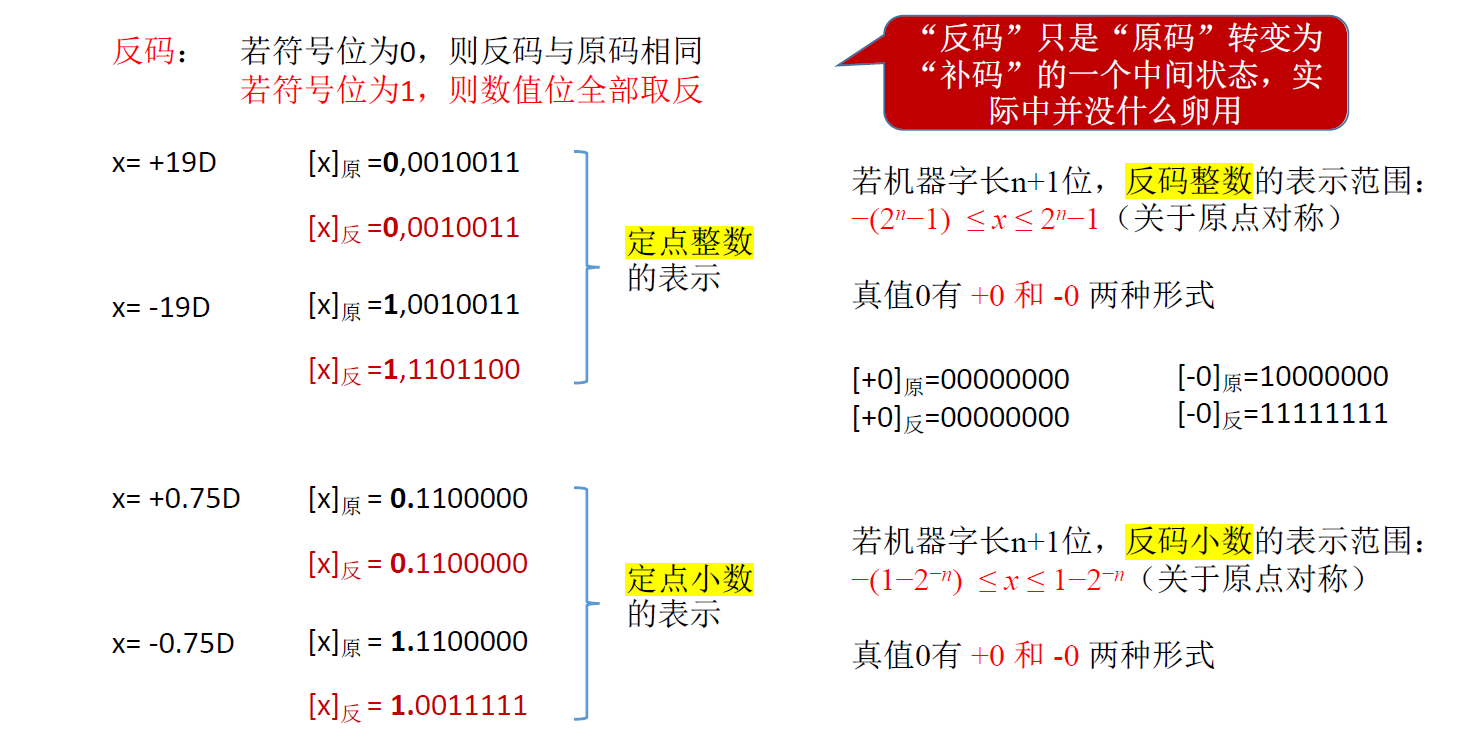 反码： 若符号位为0，则反码与原码相同
若符号位为1，则数值位全部取反
“反码”只是“原码”转变为
“补码”的一个中间状态，实
际中并没什么卵用
x= +19D [x]原 =0,0010011
[x]反 =0,0010011
x= -19D [x]原 =1,0010011
[x]反 =1,1101100
定点整数
的表示
若机器字长n+1位，反码整数的表示范围：
−(2ⁿ−1) ≤ x ≤ 2ⁿ−1（关于原点对称）
真值0有 +0 和 -0 两种形式
[+0]原=00000000 [-0]原=10000000
[+0]反=00000000 [-0]反=11111111
x= +0.75D [x]原 = 0.1100000
[x]反 = 0.1100000
x= -0.75D [x]原 = 1.1100000
[x]反 = 1.0011111
定点小数
的表示
若机器字长n+1位，反码小数的表示范围：
−(1−2⁻ⁿ) ≤ x ≤ 1−2⁻ⁿ（关于原点对称）
真值0有 +0 和 -0 两种形式